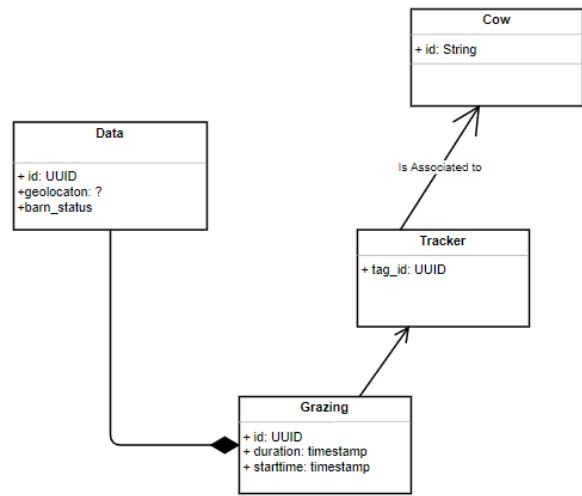 Cow
+ id: String
Data
+ id: UUID
+geolocaton: ?
+barn_status
Is Associated to
Tracker
+ tag_id: UUID
Grazing
+ id: UUID
+ duration: timestamp
+ starttime: timestamp